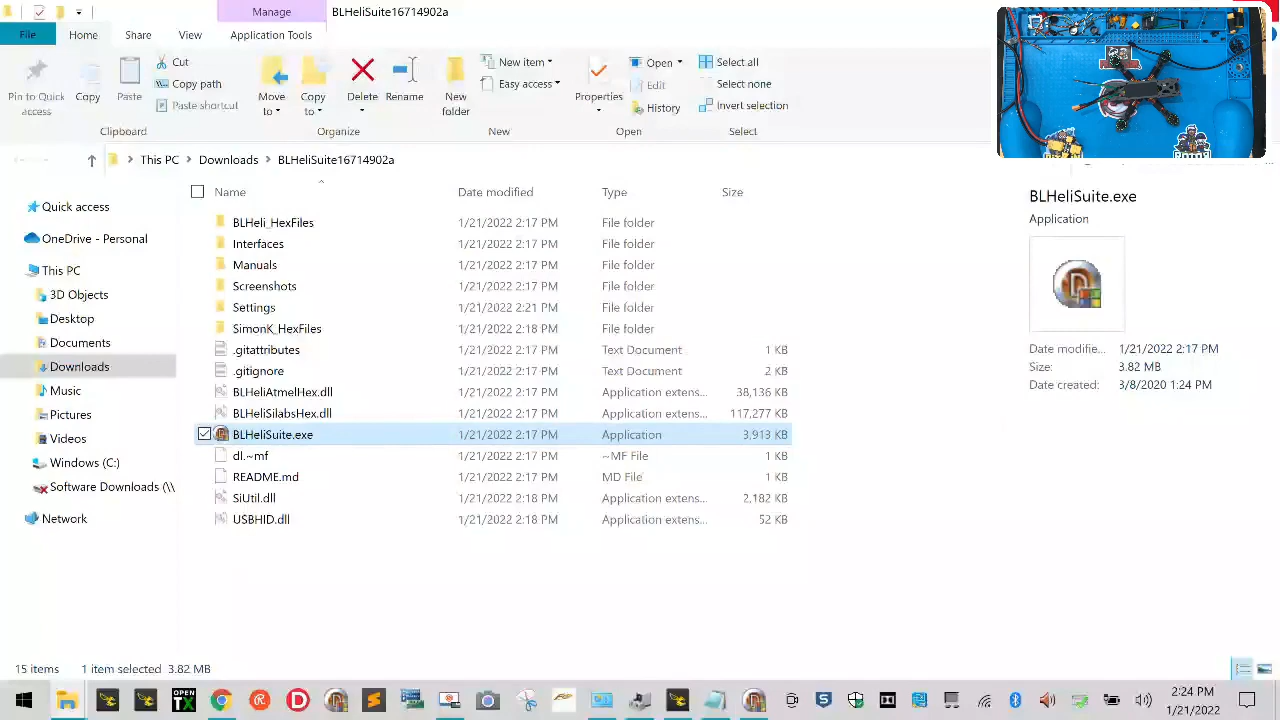 BLHeliSuite16714902a
File
Home
Share
View
Cut
Copy
Paste
Paste shortcut
Pin to Quick
access
Clipboard
Delete
Organize
New item
Easy access
folder
New
Properties
Open
Edit
History
Open
Select all
Select none
Invert selection
Select
This PC > Downloads > BLHeliSuite16714902a
Name Date modified Type Size
Quick access
OneDrive - Personal
This PC
3D Objects
Desktop
Documents
Downloads
Music
Pictures
Videos
Windows (C:)
Software Downloads (\\
Network
BLHeli_HexFiles 1/21/2022 2:17 PM File folder
Interfaces 1/21/2022 2:17 PM File folder
Manuals 1/21/2022 2:17 PM File folder
Screenshots 1/21/2022 2:17 PM File folder
Settings 1/21/2022 2:21 PM File folder
SimonK_HexFiles 1/21/2022 2:18 PM File folder
.gitattributes 1/21/2022 2:17 PM Text Document 1 KB
.gitignore 1/21/2022 2:17 PM Text Document 2 KB
BLHeliAtmelHex.dll 1/21/2022 2:17 PM Application extens... 38,136 KB
BLHeliSilabsHex.dll 1/21/2022 2:17 PM Application extens... 117,277 KB
BLHeliSuite.exe 1/21/2022 2:17 PM Application 3,913 KB
dl.~mf 1/21/2022 2:17 PM ~MF File 1 KB
README.md 1/21/2022 2:17 PM MD File 1 KB
SiUtil.dll 1/21/2022 2:18 PM Application extens... 2,182 KB
USBHID.dll 1/21/2022 2:18 PM Application extens... 52 KB
BLHeliSuite.exe
Application
Date modifie... 1/21/2022 2:17 PM
Size: 3.82 MB
Date created: 3/8/2020 1:24 PM
15 items 1 item selected 3.82 MB
OPEN
TX
2:24 PM
1/21/2022